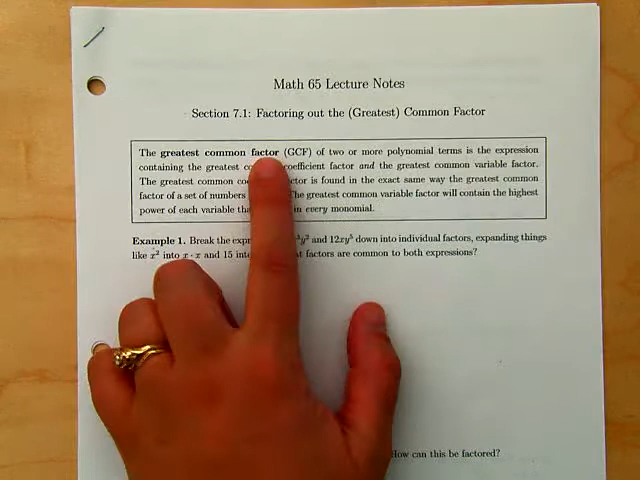 Math 65 Lecture Notes
Section 7.1: Factoring out the (Greatest) Common Factor
The greatest common factor (GCF) of two or more polynomial terms is the expression
containing the greatest coefficient factor and the greatest common variable factor.
The greatest common factor is found in the exact same way the greatest common
factor of a set of numbers The greatest common variable factor will contain the highest
power of each variable in every monomial.
Example 1. Break the y² and 12xy⁵ down into individual factors, expanding things
like x² into x · x and 15 factors are common to both expressions?
How can this be factored?